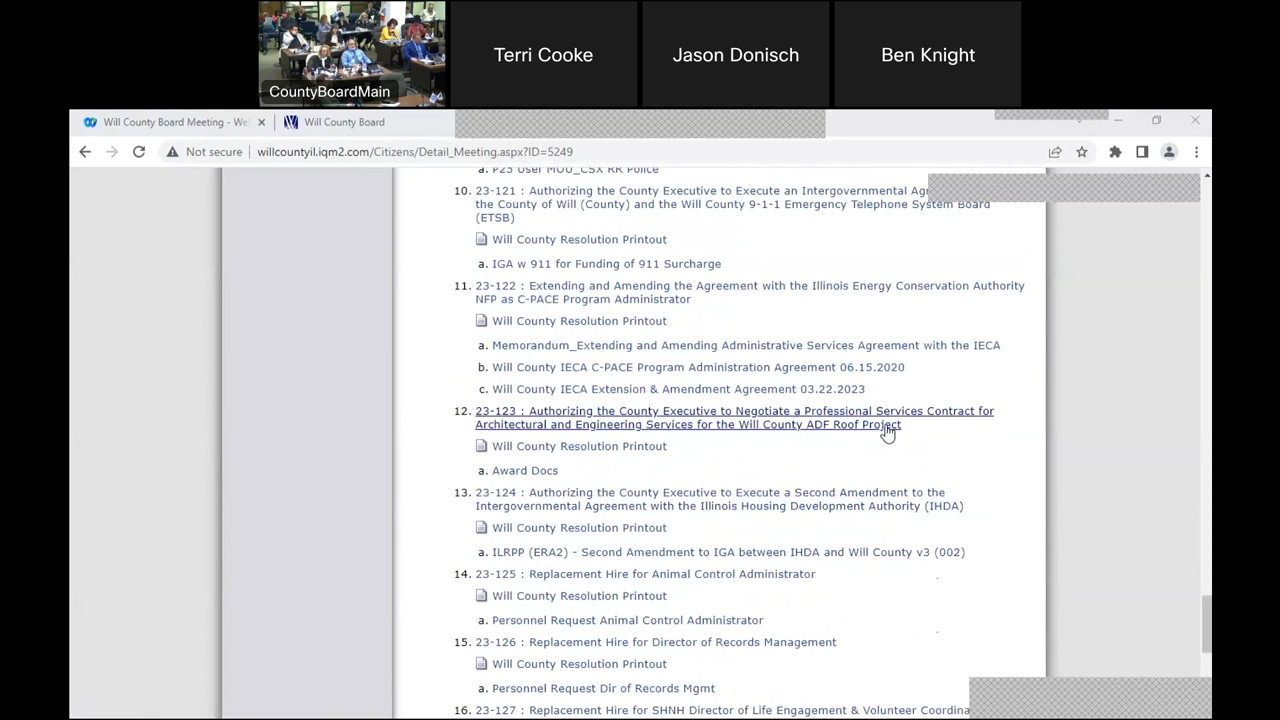 CountyBoardMain
Terri Cooke
Jason Donisch
Ben Knight
Will County Board Meeting - We
Will County Board
Not secure
willcountyil.iqm2.com/Citizens/Detail_Meeting.aspx?ID=5249
a. P25 User MOU_CSX RR Police
10. 23-121 : Authorizing the County Executive to Execute an Intergovernmental
the County of Will (County) and the Will County 9-1-1 Emergency Telephone System Board
(ETSB)
Will County Resolution Printout
a. IGA w 911 for Funding of 911 Surcharge
11. 23-122 : Extending and Amending the Agreement with the Illinois Energy Conservation Authority
NFP as C-PACE Program Administrator
Will County Resolution Printout
a. Memorandum_Extending and Amending Administrative Services Agreement with the IECA
b. Will County IECA C-PACE Program Administration Agreement 06.15.2020
c. Will County IECA Extension & Amendment Agreement 03.22.2023
12. 23-123 : Authorizing the County Executive to Negotiate a Professional Services Contract for
Architectural and Engineering Services for the Will County ADF Roof Project
Will County Resolution Printout
a. Award Docs
13. 23-124 : Authorizing the County Executive to Execute a Second Amendment to the
Intergovernmental Agreement with the Illinois Housing Development Authority (IHDA)
Will County Resolution Printout
a. ILRPP (ERA2) - Second Amendment to IGA between IHDA and Will County v3 (002)
14. 23-125 : Replacement Hire for Animal Control Administrator
Will County Resolution Printout
a. Personnel Request Animal Control Administrator
15. 23-126 : Replacement Hire for Director of Records Management
Will County Resolution Printout
a. Personnel Request Dir of Records Mgmt
16. 23-127 : Replacement Hire for SHNH Director of Life Engagement & Volunteer Coordina